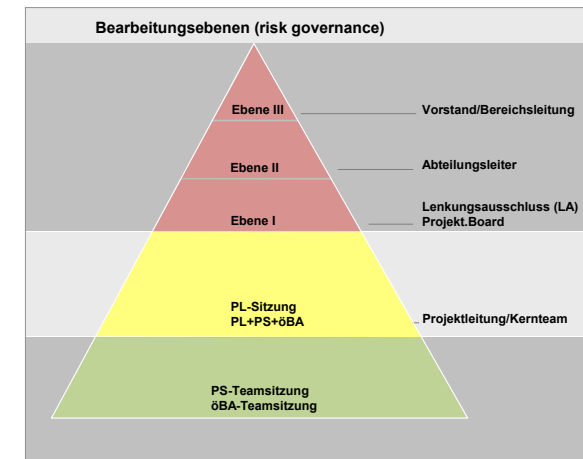 Bearbeitungsebenen (risk governance)
Ebene III
Vorstand/Bereichsleitung
Ebene II
Abteilungsleiter
Ebene I
Lenkungsausschluss (LA)
Projekt.Board
PL-Sitzung
PL+PS+öBA
Projektleitung/Kernteam
PS-Teamsitzung
öBA-Teamsitzung